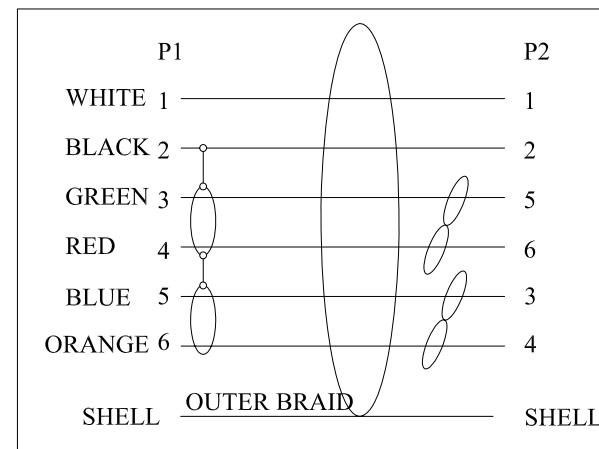 P1 P2
WHITE 1 1
BLACK 2 2
GREEN 3 5
RED 4 6
BLUE 5 3
ORANGE 6 4
OUTER BRAID
SHELL SHELL